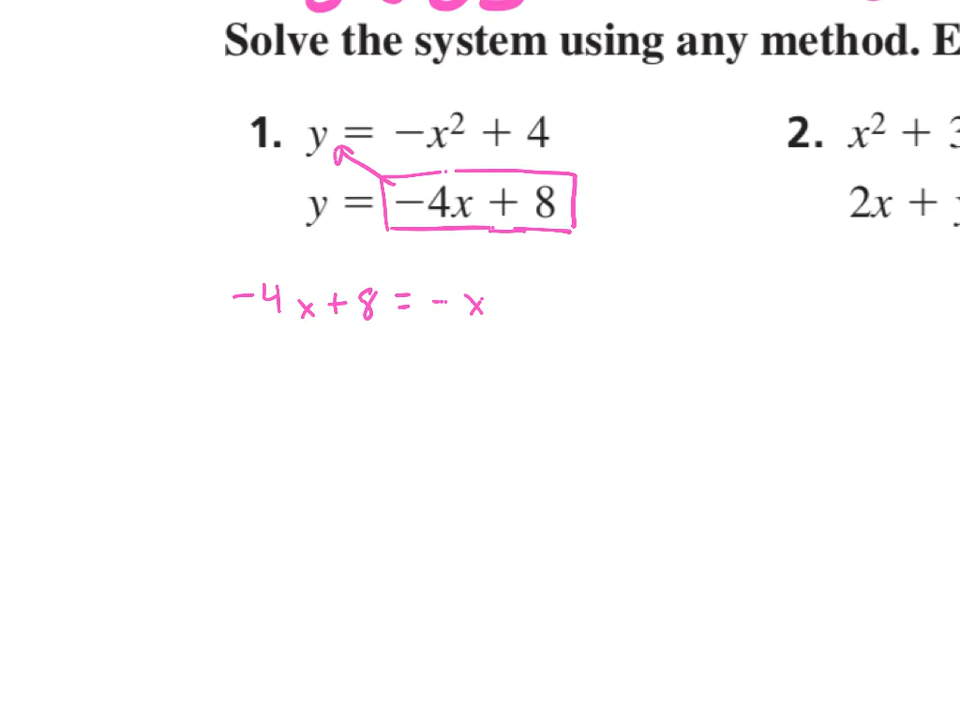 Solve the system using any method. E
1. y = −x² + 4
y = −4x + 8
2. x² + 3
2x + y
-4x+8 = -x